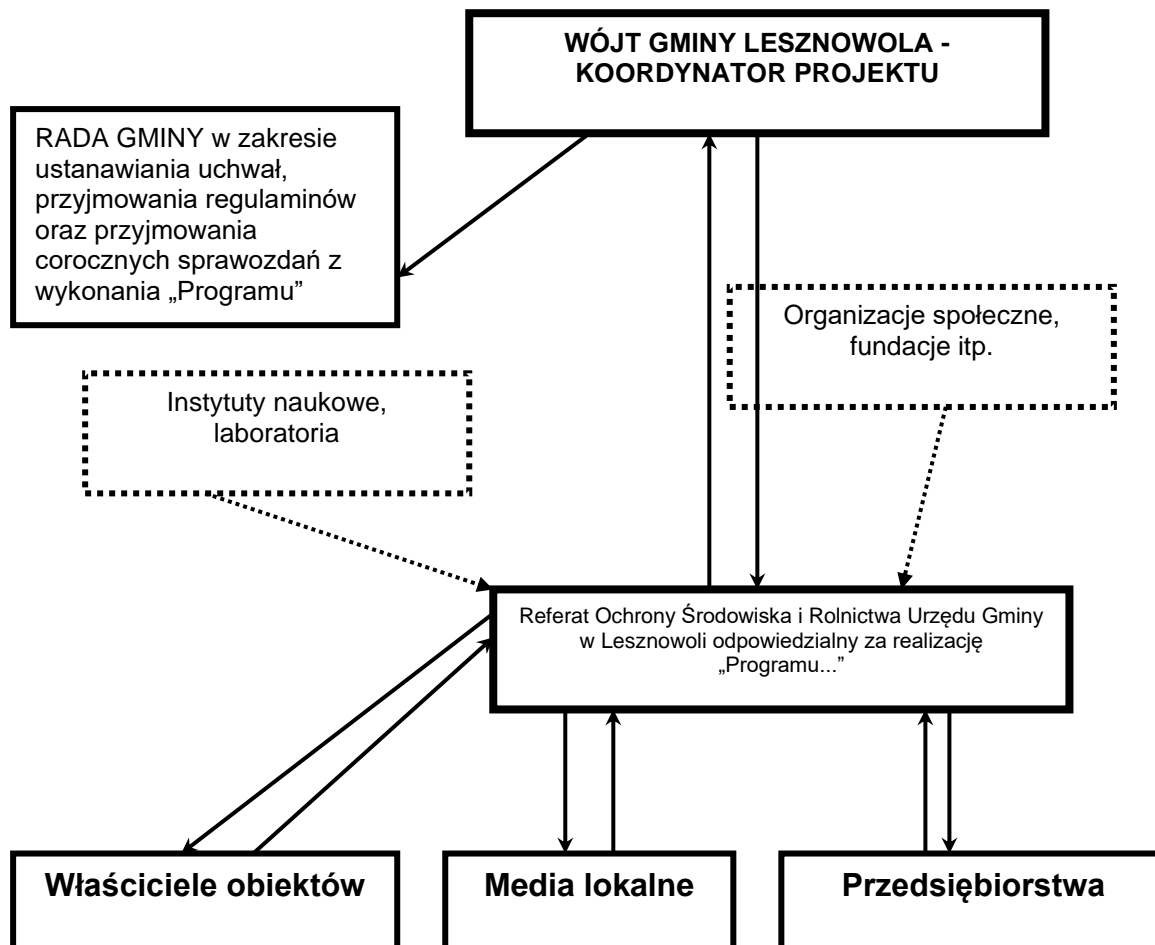 WÓJT GMINY LESZNOWOLA -
KOORDYNATOR PROJEKTU
RADA GMINY w zakresie
ustanawiania uchwał,
przyjmowania regulaminów
oraz przyjmowania
corocznych sprawozdań z
wykonania „Programu”
Organizacje społeczne,
fundacje itp.
Instytuty naukowe,
laboratoria
Referat Ochrony Środowiska i Rolnictwa Urzędu Gminy
w Lesznowoli odpowiedzialny za realizację
„Programu...”
Właściciele obiektów
Media lokalne
Przedsiębiorstwa